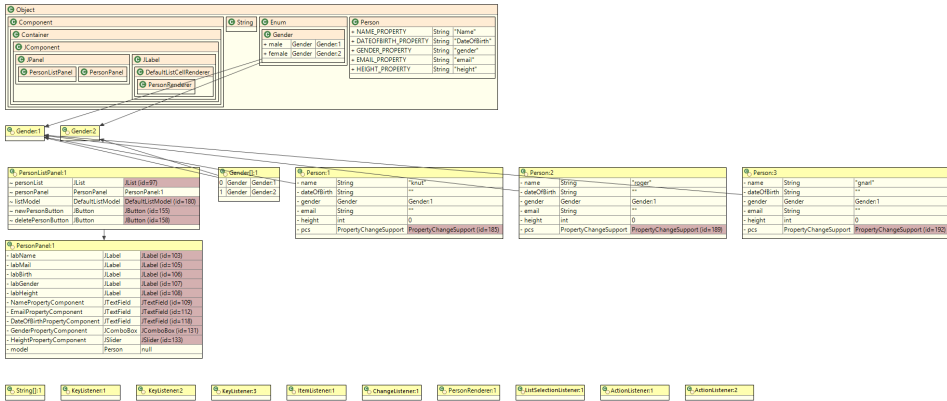 Object
Component
Container
JComponent
JPanel
PersonListPanel PersonPanel
JLabel
DefaultListCellRenderer
PersonRenderer
String
Enum
Gender
+ male Gender Gender:1
+ female Gender Gender:2
Person
+ NAME_PROPERTY String "Name"
+ DATEOFBIRTH_PROPERTY String "DateOfBirth"
+ GENDER_PROPERTY String "gender"
+ EMAIL_PROPERTY String "email"
+ HEIGHT_PROPERTY String "height"
Gender:1
Gender:2
PersonListPanel:1
~ personList JList JList (id=97)
~ personPanel PersonPanel PersonPanel:1
~ listModel DefaultListModel DefaultListModel (id=180)
~ newPersonButton JButton JButton (id=155)
~ deletePersonButton JButton JButton (id=158)
Gender[]:1
0 Gender Gender:1
1 Gender Gender:2
Person:1
- name String "knut"
- dateOfBirth String ""
- gender Gender Gender:1
- email String ""
- height int 0
- pcs PropertyChangeSupport PropertyChangeSupport (id=185)
Person:2
- name String "roger"
- dateOfBirth String ""
- gender Gender Gender:1
- email String ""
- height int 0
- pcs PropertyChangeSupport PropertyChangeSupport (id=189)
Person:3
- name String "gnarl"
- dateOfBirth String ""
- gender Gender Gender:1
- email String ""
- height int 0
- pcs PropertyChangeSupport PropertyChangeSupport (id=192)
PersonPanel:1
- labName JLabel JLabel (id=103)
- labMail JLabel JLabel (id=105)
- labBirth JLabel JLabel (id=106)
- labGender JLabel JLabel (id=107)
- labHeight JLabel JLabel (id=108)
- NamePropertyComponent JTextField JTextField (id=109)
- EmailPropertyComponent JTextField JTextField (id=112)
- DateOfBirthPropertyComponent JTextField JTextField (id=118)
- GenderPropertyComponent JComboBox JComboBox (id=131)
- HeightPropertyComponent JSlider JSlider (id=133)
- model Person null
String[]:1
KeyListener:1
KeyListener:2
KeyListener:3
ItemListener:1
ChangeListener:1
PersonRenderer:1
ListSelectionListener:1
ActionListener:1
ActionListener:2